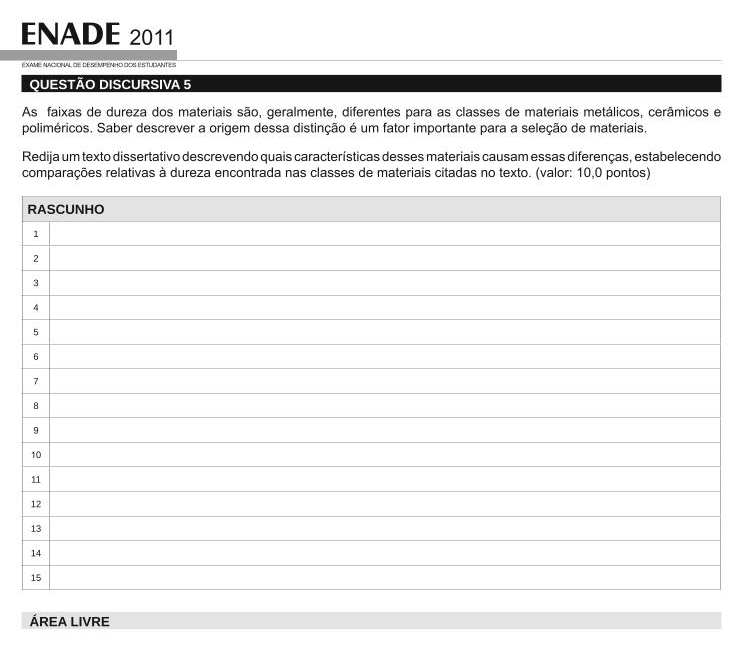 ENADE 2011
EXAME NACIONAL DE DESEMPENHO DOS ESTUDANTES
QUESTÃO DISCURSIVA 5
As faixas de dureza dos materiais são, geralmente, diferentes para as classes de materiais metálicos, cerâmicos e
poliméricos. Saber descrever a origem dessa distinção é um fator importante para a seleção de materiais.
Redija um texto dissertativo descrevendo quais características desses materiais causam essas diferenças, estabelecendo
comparações relativas à dureza encontrada nas classes de materiais citadas no texto. (valor: 10,0 pontos)
RASCUNHO
1
2
3
4
5
6
7
8
9
10
11
12
13
14
15
ÁREA LIVRE